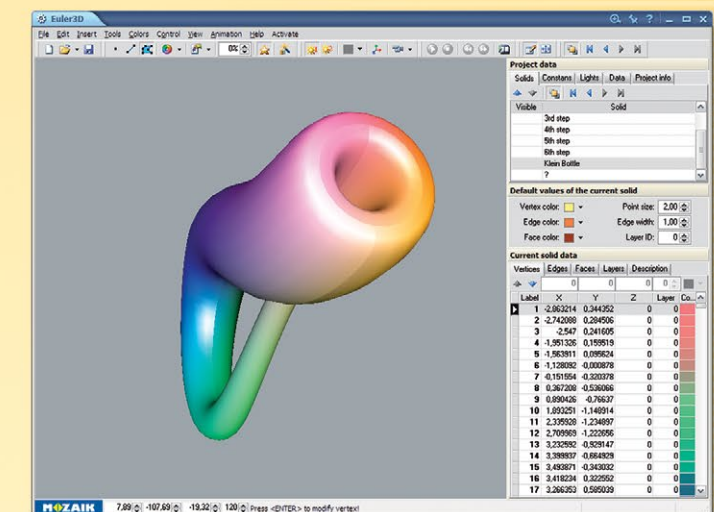 Euler3D
File Edit Insert Tools Colors Control View Animation Help Activate
0%
Project data
Solids Constans Lights Data Project info
Visible Solid
3rd step
4th step
5th step
6th step
Klein Bottle
?
Default values of the current solid
Vertex color: Point size: 2,00
Edge color: Edge width: 1,00
Face color: Layer ID: 0
Current solid data
Vertices Edges Faces Layers Description
0 0 0 0
Label X Y Z Layer Co...
1 -2,863214 0,344352 0 0
2 -2,742088 0,284506 0 0
3 -2,547 0,241605 0 0
4 -1,951326 0,159519 0 0
5 -1,563911 0,095624 0 0
6 -1,128092 -0,000878 0 0
7 -0,151554 -0,320378 0 0
8 0,367208 -0,536066 0 0
9 0,890426 -0,76637 0 0
10 1,893251 -1,148914 0 0
11 2,335928 -1,234897 0 0
12 2,709969 -1,222656 0 0
13 3,232592 -0,929147 0 0
14 3,399937 -0,664929 0 0
15 3,493871 -0,343032 0 0
16 3,418234 0,322552 0 0
17 3,266353 0,585039 0 0
MOZAIK 7,89 -107,69 -19,32 120 Press <ENTER> to modify vertex!